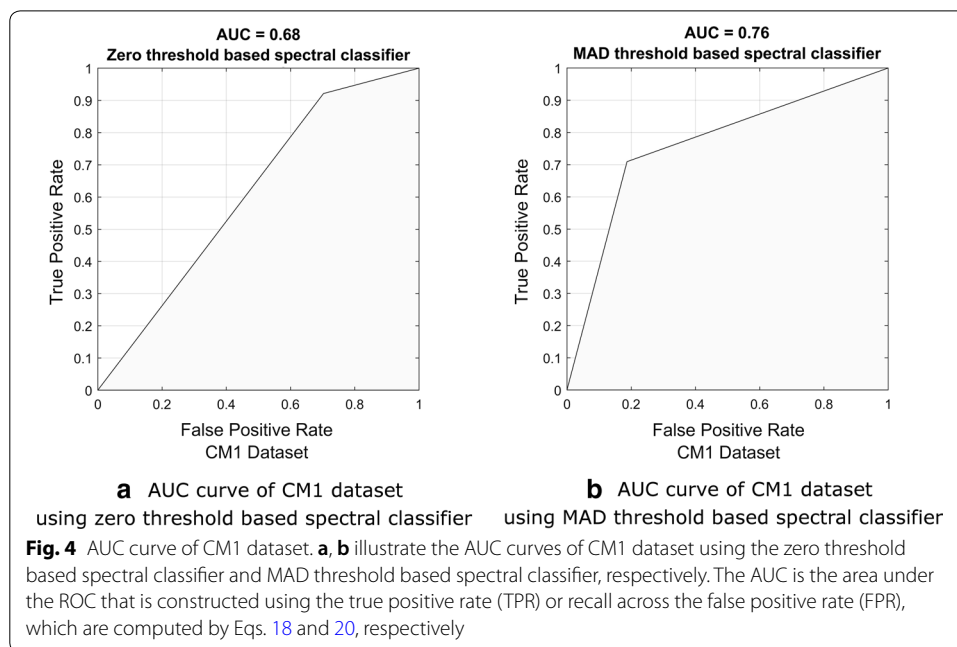 AUC = 0.68
Zero threshold based spectral classifier
1
0.9
0.8
0.7
0.6
0.5
0.4
0.3
0.2
0.1
0
True Positive Rate
0 0.2 0.4 0.6 0.8 1
False Positive Rate
CM1 Dataset
a AUC curve of CM1 dataset
using zero threshold based spectral classifier
AUC = 0.76
MAD threshold based spectral classifier
1
0.9
0.8
0.7
0.6
0.5
0.4
0.3
0.2
0.1
0
True Positive Rate
0 0.2 0.4 0.6 0.8 1
False Positive Rate
CM1 Dataset
b AUC curve of CM1 dataset
using MAD threshold based spectral classifier
Fig. 4 AUC curve of CM1 dataset. a, b illustrate the AUC curves of CM1 dataset using the zero threshold
based spectral classifier and MAD threshold based spectral classifier, respectively. The AUC is the area under
the ROC that is constructed using the true positive rate (TPR) or recall across the false positive rate (FPR),
which are computed by Eqs. 18 and 20, respectively